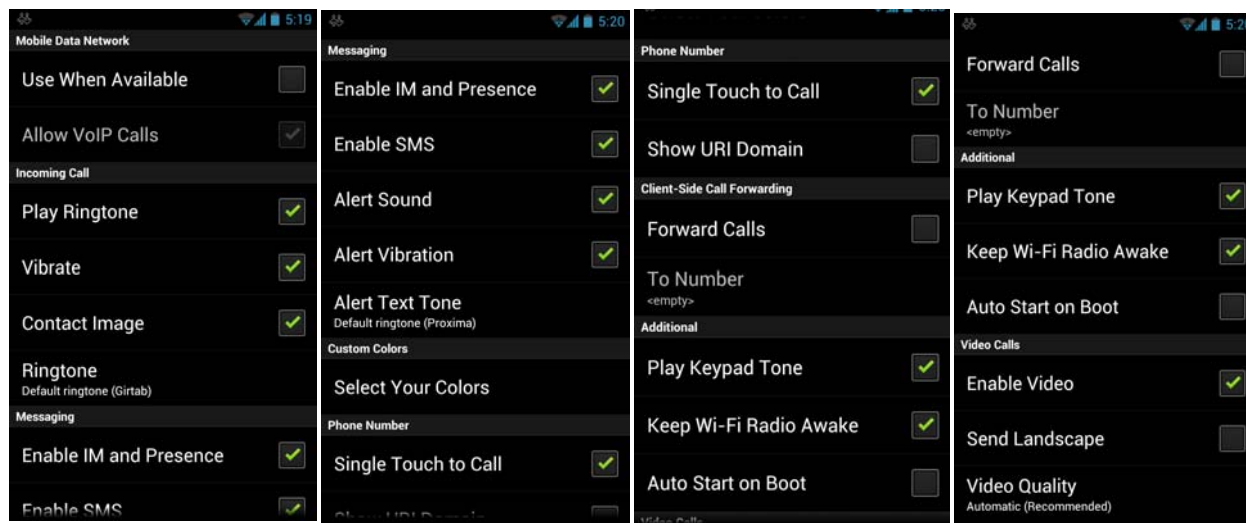 5:19
Mobile Data Network
Use When Available
Allow VoIP Calls
Incoming Call
Play Ringtone
Vibrate
Contact Image
Ringtone
Default ringtone (Girtab)
Messaging
Enable IM and Presence
Enable SMS
5:20
Messaging
Enable IM and Presence
Enable SMS
Alert Sound
Alert Vibration
Alert Text Tone
Default ringtone (Proxima)
Custom Colors
Select Your Colors
Phone Number
Single Touch to Call
Show URI Domain
Phone Number
Single Touch to Call
Show URI Domain
Client-Side Call Forwarding
Forward Calls
To Number
<empty>
Additional
Play Keypad Tone
Keep Wi-Fi Radio Awake
Auto Start on Boot
Video Calls
Forward Calls
To Number
<empty>
Additional
Play Keypad Tone
Keep Wi-Fi Radio Awake
Auto Start on Boot
Video Calls
Enable Video
Send Landscape
Video Quality
Automatic (Recommended)